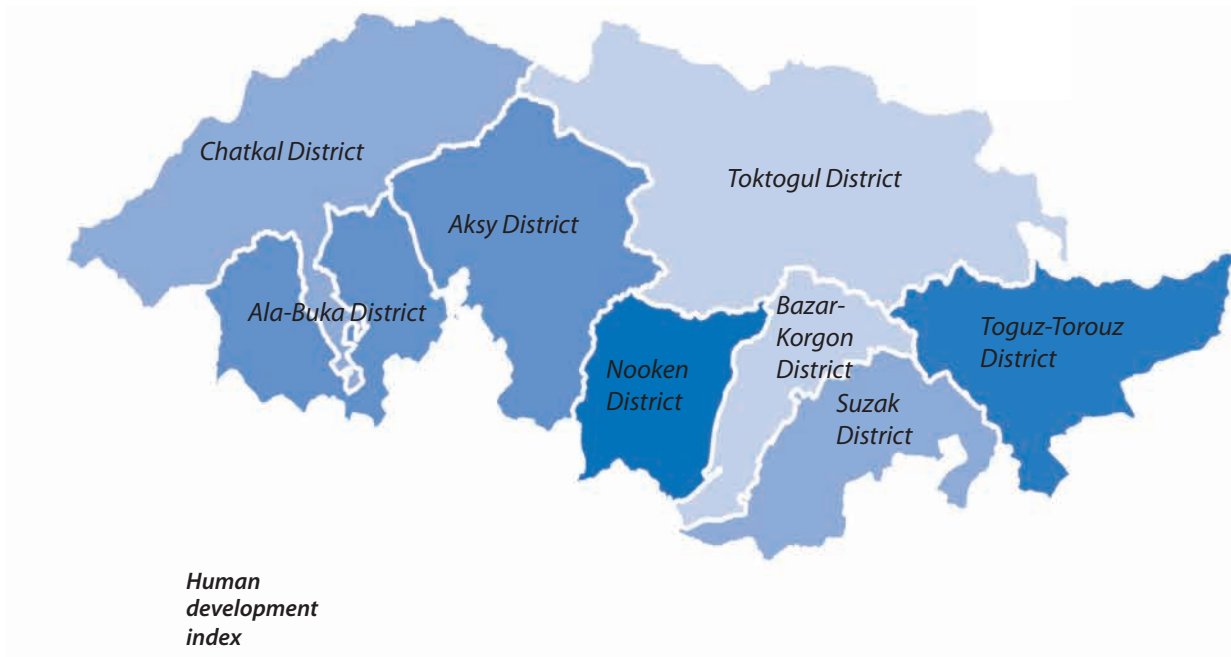 Chatkal District
Toktogul District
Aksy District
Ala-Buka District
Bazar-
Korgon
District
Toguz-Torouz
District
Nooken
District
Suzak
District
Human
development
index